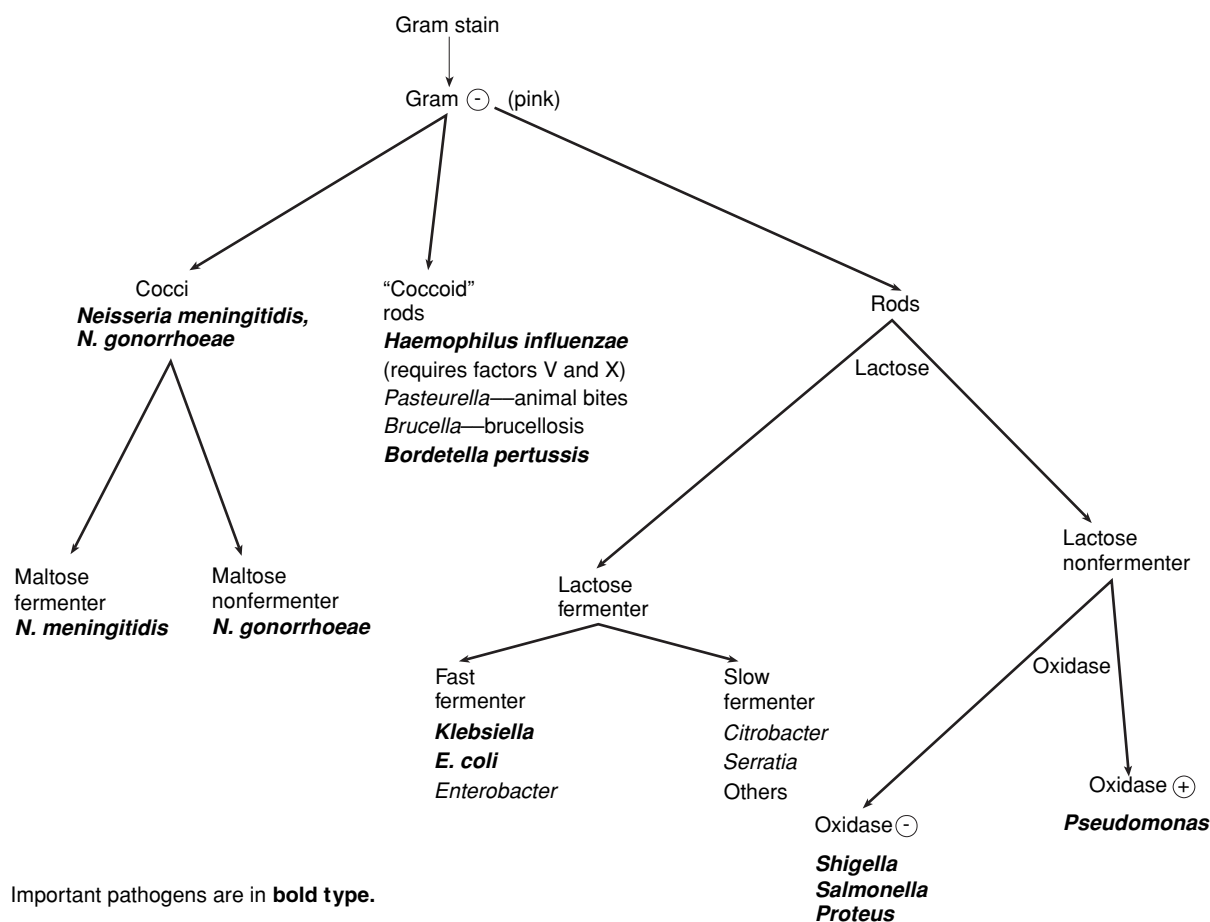 Gram stain
Gram - (pink)
Cocci
Neisseria meningitidis,
N. gonorrhoeae
"Coccoid"
rods
Haemophilus influenzae
(requires factors V and X)
Pasteurella—animal bites
Brucella—brucellosis
Bordetella pertussis
Rods
Lactose
Maltose
fermenter
N. meningitidis
Maltose
nonfermenter
N. gonorrhoeae
Lactose
fermenter
Lactose
nonfermenter
Fast
fermenter
Klebsiella
E. coli
Enterobacter
Slow
fermenter
Citrobacter
Serratia
Others
Oxidase
Oxidase -
Shigella
Salmonella
Proteus
Oxidase +
Pseudomonas
Important pathogens are in bold type.